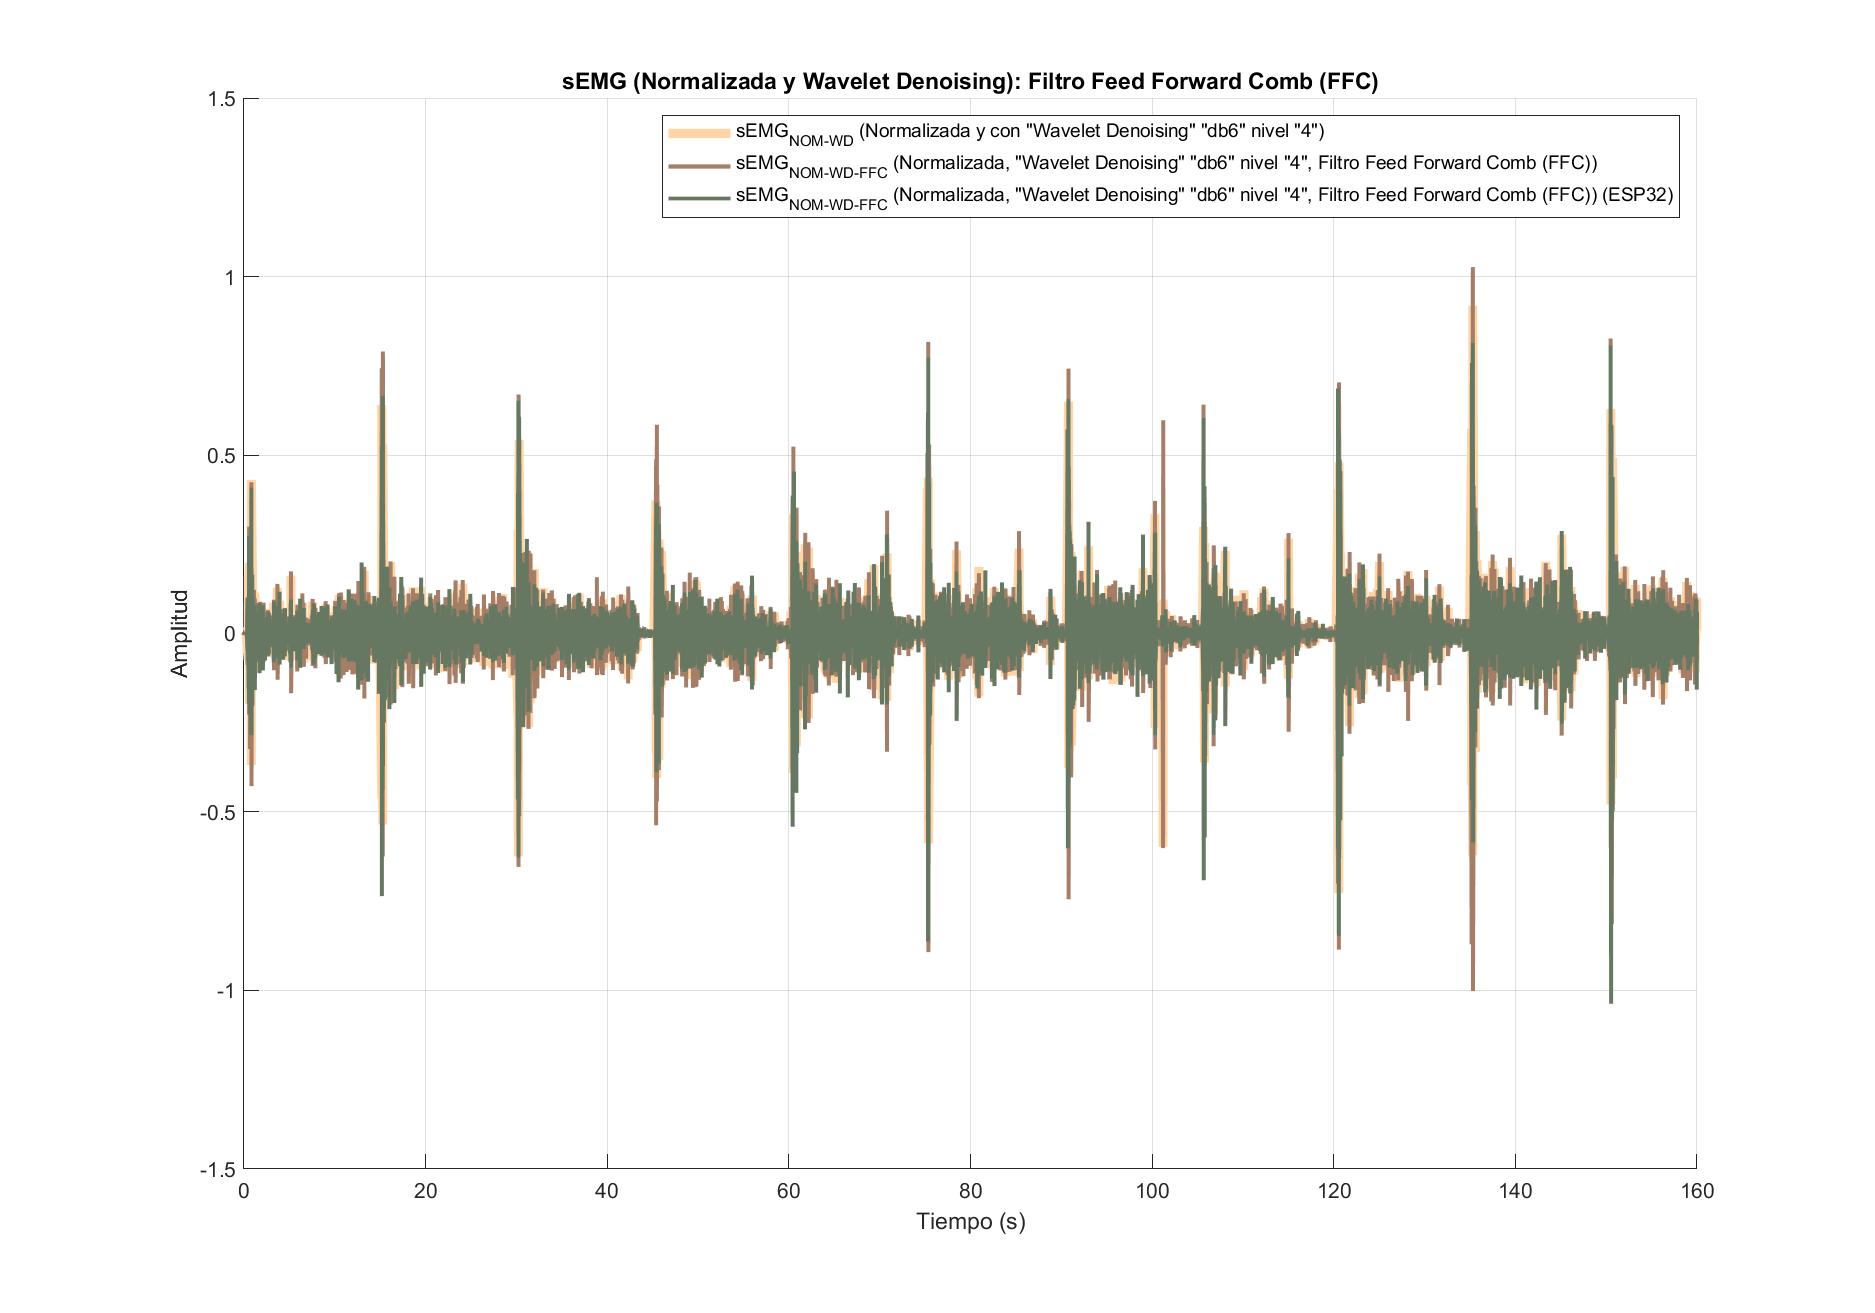 sEMG (Normalizada y Wavelet Denoising): Filtro Feed Forward Comb (FFC)
sEMG_NOM-WD (Normalizada y con "Wavelet Denoising" "db6" nivel "4")
sEMG_NOM-WD-FFC (Normalizada, "Wavelet Denoising" "db6" nivel "4", Filtro Feed Forward Comb (FFC))
sEMG_NOM-WD-FFC (Normalizada, "Wavelet Denoising" "db6" nivel "4", Filtro Feed Forward Comb (FFC)) (ESP32)
1.5
1
0.5
0
-0.5
-1
-1.5
Amplitud
0 20 40 60 80 100 120 140 160
Tiempo (s)